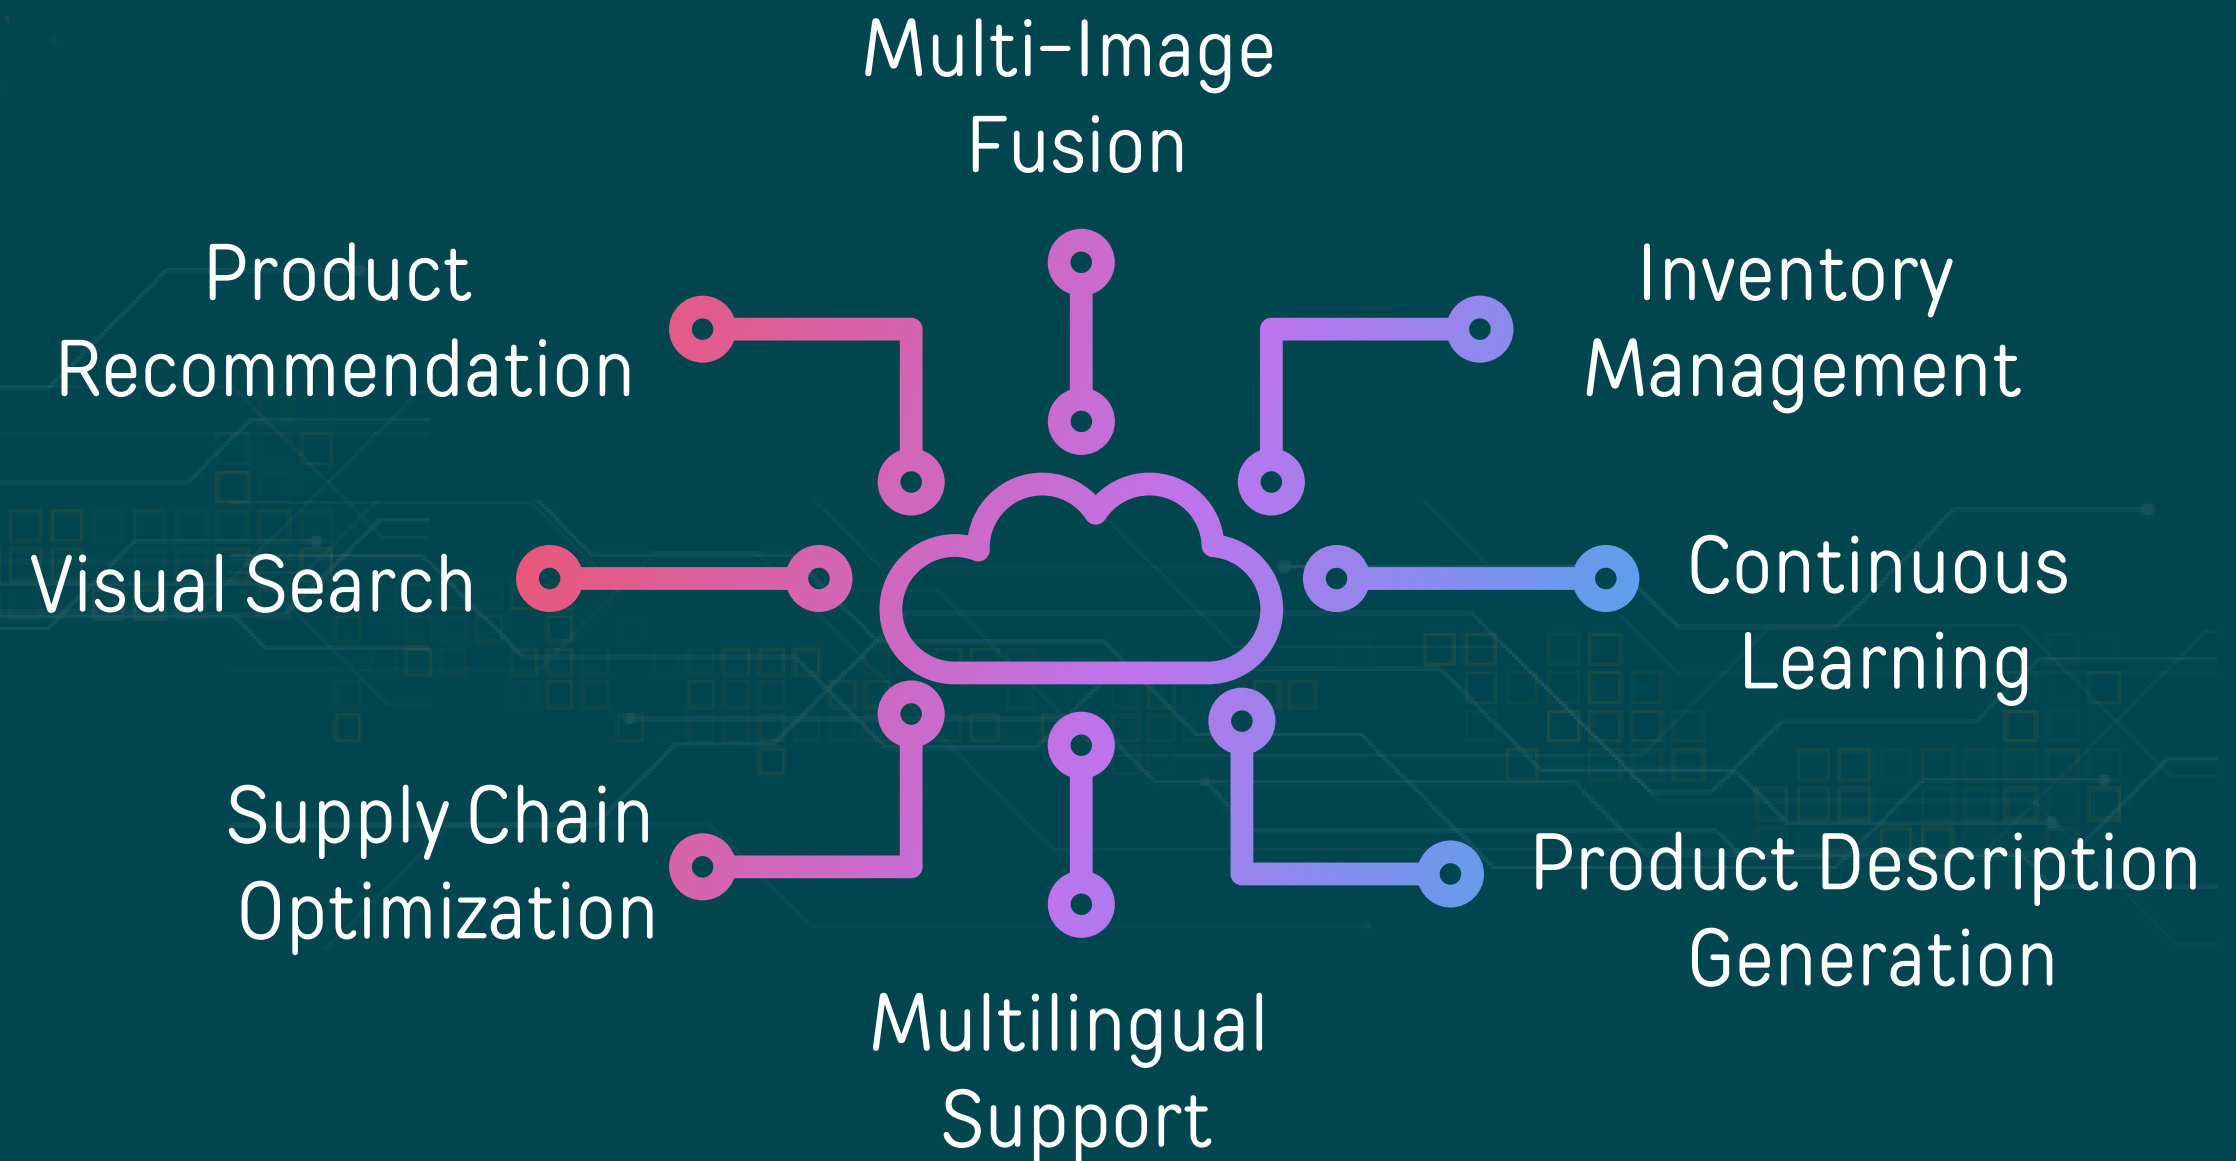 Multi-Image
Fusion
Product
Recommendation
Inventory
Management
Visual Search
Continuous
Learning
Supply Chain
Optimization
Product Description
Generation
Multilingual
Support